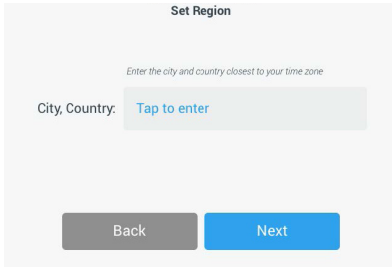 Set Region
Enter the city and country closest to your time zone
City, Country: Tap to enter
Back Next